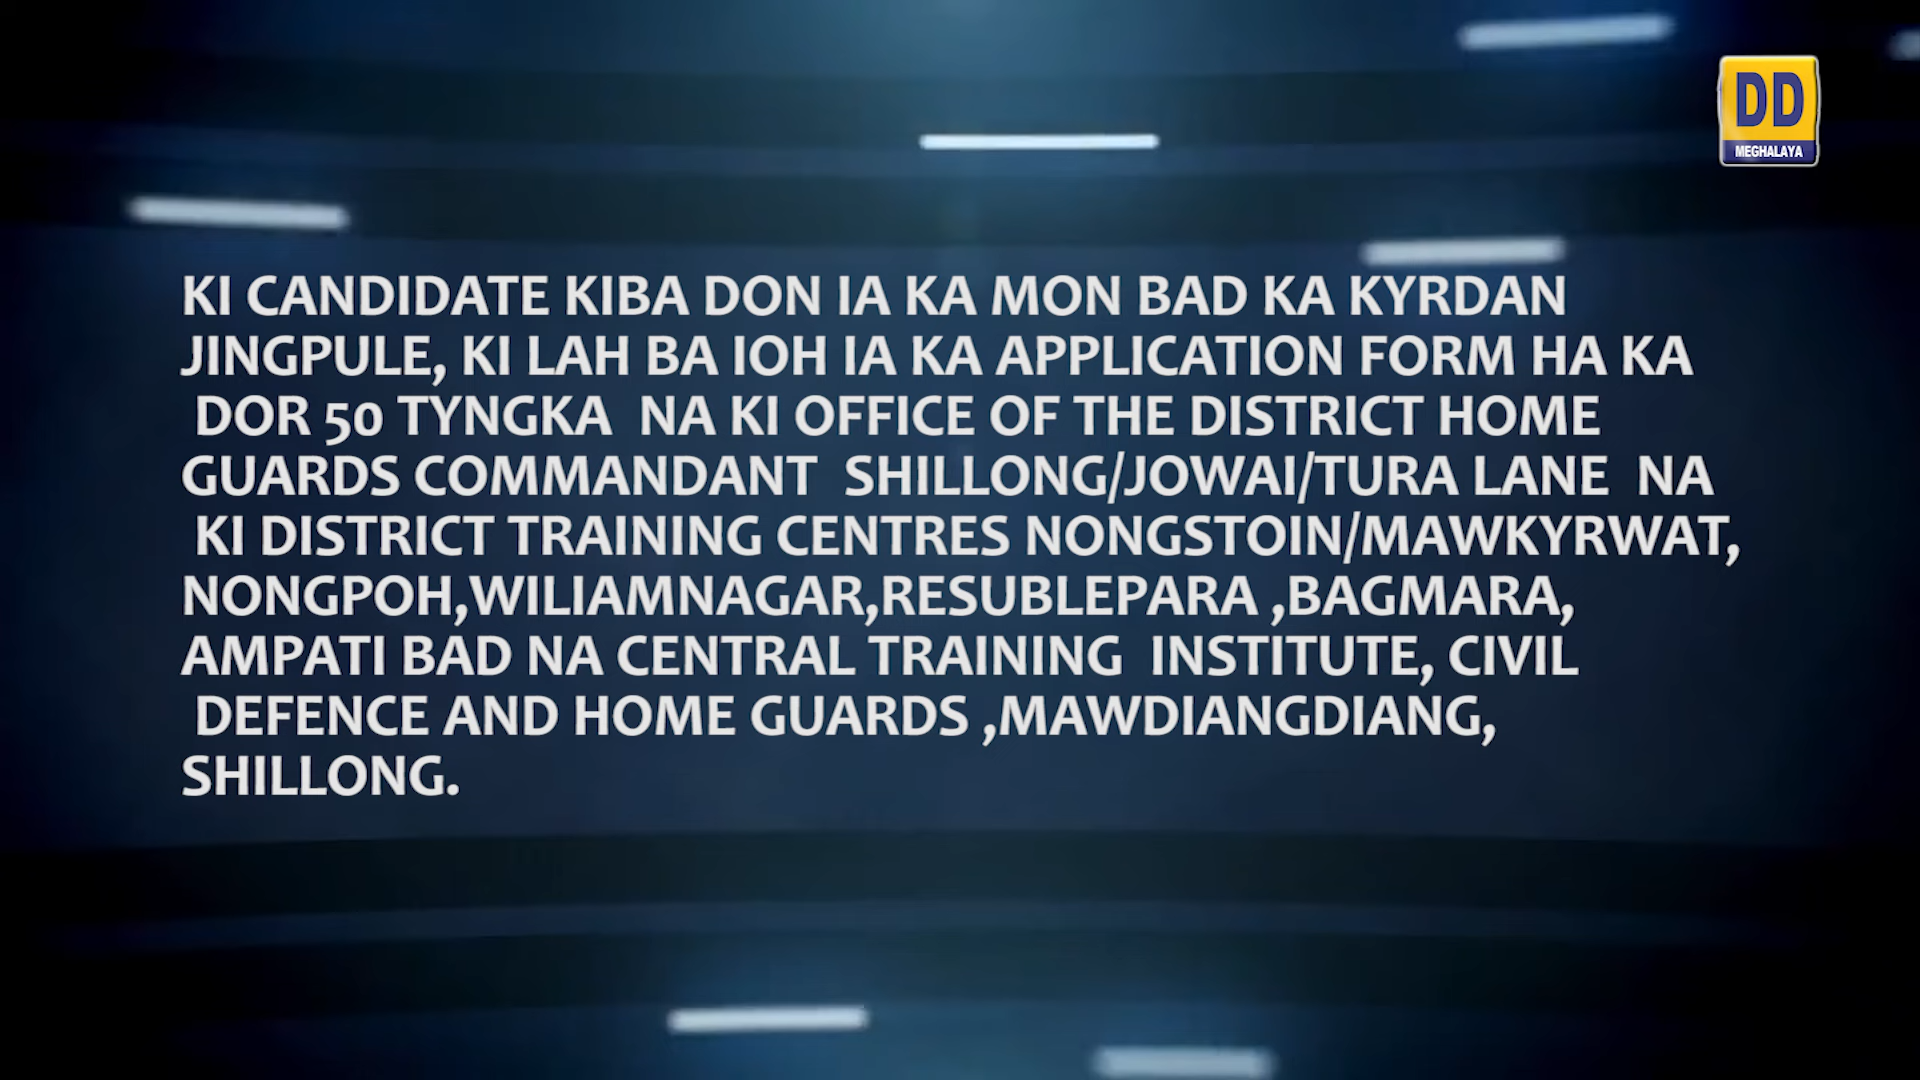 DD
MEGHALAYA
KI CANDIDATE KIBA DON IA KA MON BAD KA KYRDAN
JINGPULE, KI LAH BA IOH IA KA APPLICATION FORM HA KA
DOR 50 TYNGKA NA KI OFFICE OF THE DISTRICT HOME
GUARDS COMMANDANT SHILLONG/JOWAI/TURA LANE NA
KI DISTRICT TRAINING CENTRES NONGSTOIN/MAWKYRWAT,
NONGPOH,WILIAMNAGAR,RESUBLEPARA ,BAGMARA,
AMPATI BAD NA CENTRAL TRAINING INSTITUTE, CIVIL
DEFENCE AND HOME GUARDS ,MAWDIANGDIANG,
SHILLONG.